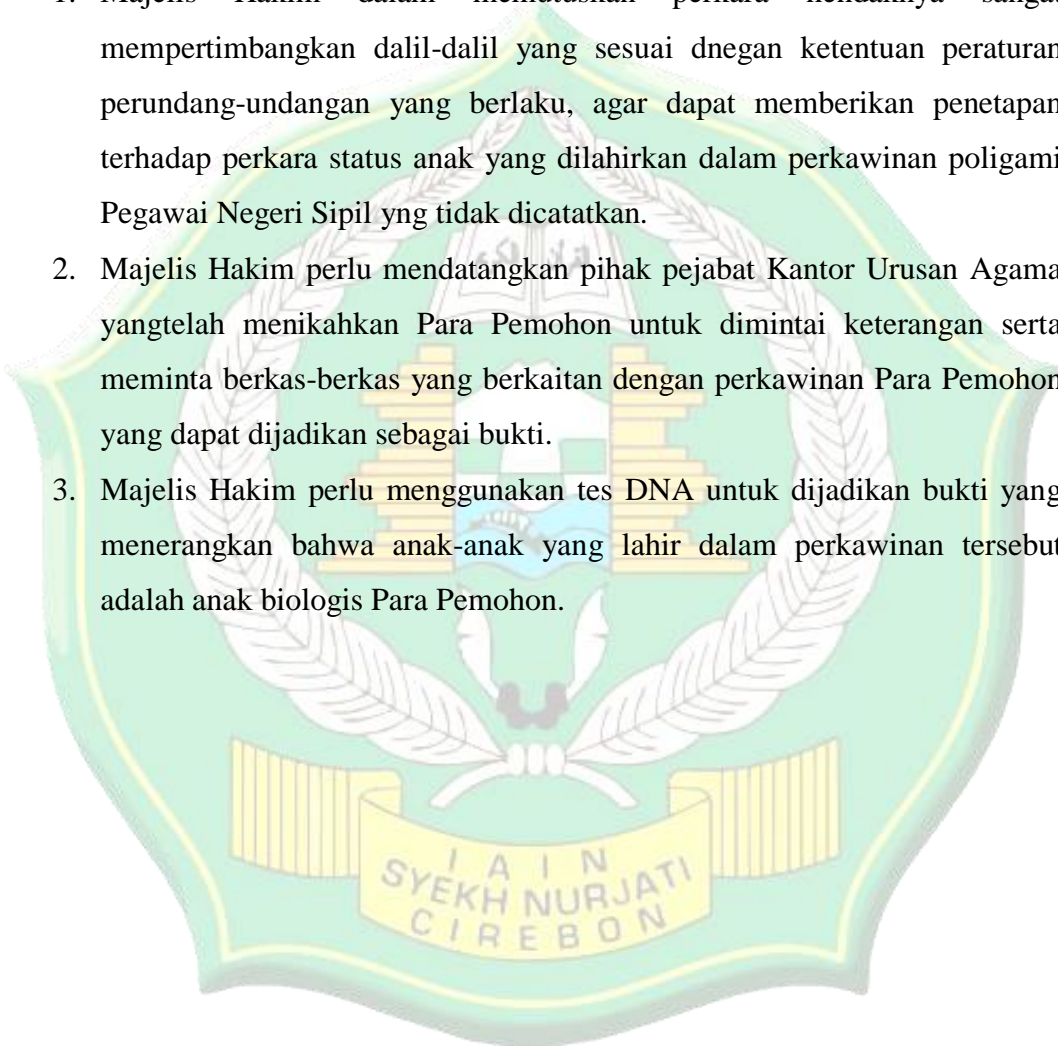 1. Majelis Hakim dalam memutuskan perkara hendaknya sangat
mempertimbangkan dalil-dalil yang sesuai dnegan ketentuan peraturan
perundang-undangan yang berlaku, agar dapat memberikan penetapan
terhadap perkara status anak yang dilahirkan dalam perkawinan poligami
Pegawai Negeri Sipil yng tidak dicatatkan.
2. Majelis Hakim perlu mendatangkan pihak pejabat Kantor Urusan Agama
yangtelah menikahkan Para Pemohon untuk dimintai keterangan serta
meminta berkas-berkas yang berkaitan dengan perkawinan Para Pemohon
yang dapat dijadikan sebagai bukti.
3. Majelis Hakim perlu menggunakan tes DNA untuk dijadikan bukti yang
menerangkan bahwa anak-anak yang lahir dalam perkawinan tersebut
adalah anak biologis Para Pemohon.
IAIN
SYEKH NURJATI
CIREBON